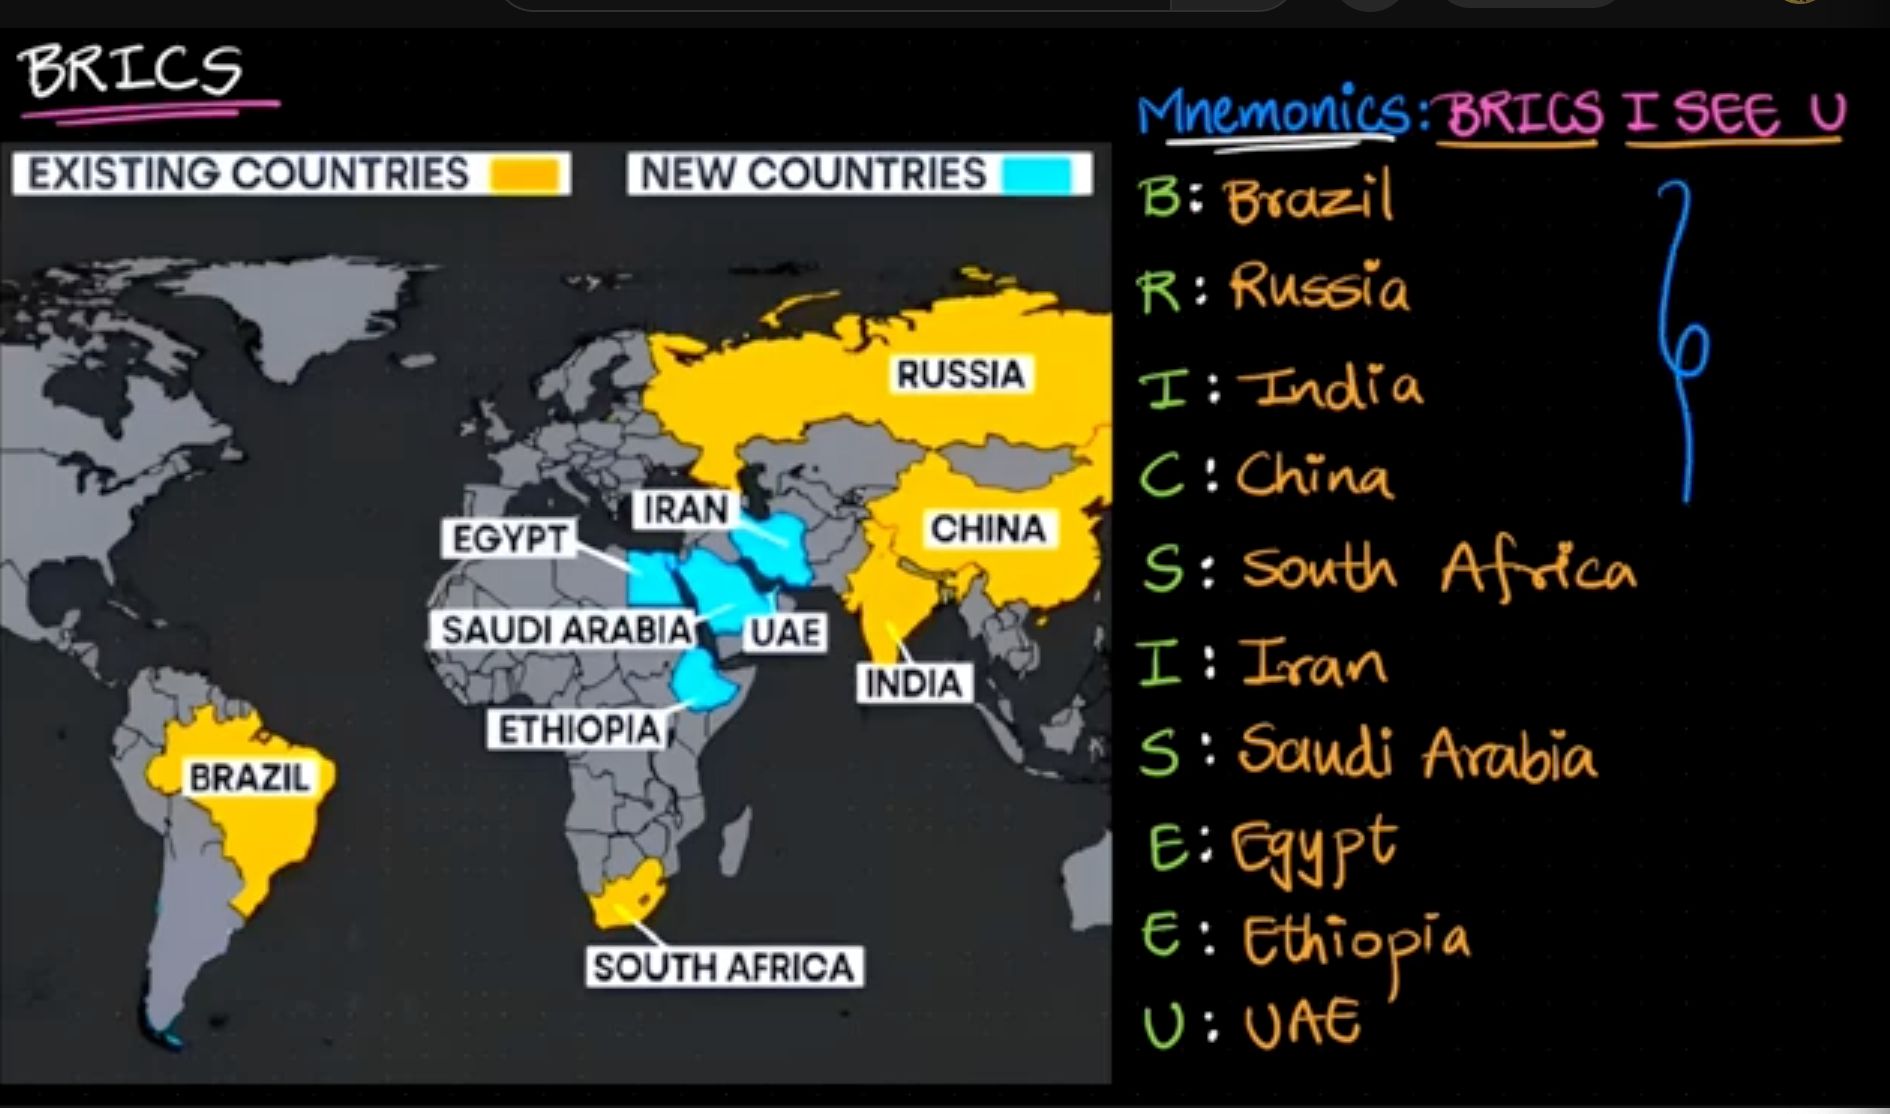 BRICS
EXISTING COUNTRIES
NEW COUNTRIES
RUSSIA
IRAN
EGYPT
CHINA
SAUDI ARABIA
UAE
INDIA
ETHIOPIA
BRAZIL
SOUTH AFRICA
Mnemonics: BRICS I SEE U
B: Brazil
R: Russia
I: India
C: China
S: South Africa
I: Iran
S: Saudi Arabia
E: Egypt
E: Ethiopia
U: UAE